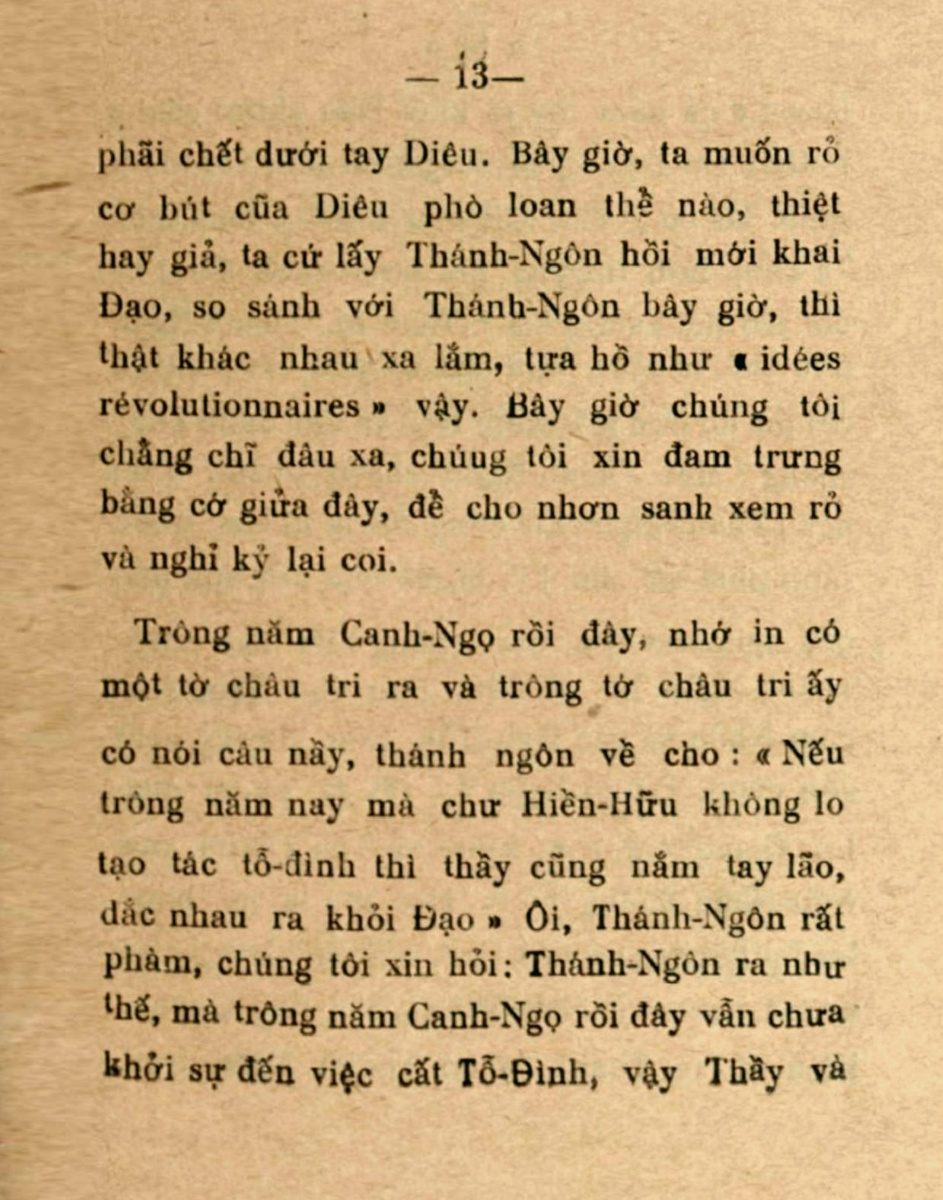 — 13—
phãi chết dưới tay Diêu. Bây giờ, ta muốn rỏ
cơ bút cũa Diêu phò loan thề nào, thiệt
hay giả, ta cứ lấy Thánh-Ngôn hồi mới khai
Đạo, so sánh với Thánh-Ngôn bây giờ, thì
thật khác nhau xa lắm, tựa hồ như « idées
révolutionnaires » vậy. Bây giờ chúng tôi
chẳng chĩ đâu xa, chúug tôi xin đam trưng
bằng cớ giữa đây, để cho nhơn sanh xem rỏ
và nghỉ kỷ lại coi.
Trông năm Canh-Ngọ rồi đây, nhớ in có
một tờ châu tri ra và trông tờ châu tri ấy
có nói câu nầy, thánh ngôn về cho : « Nếu
trông năm nay mà chư Hiền-Hữu không lo
tạo tác tổ-đình thì thầy cũng nắm tay lão,
dắc nhau ra khỏi Đạo » Ôi, Thánh-Ngôn rất
phàm, chúng tôi xin hỏi: Thánh-Ngôn ra như
thế, mà trông năm Canh-Ngọ rồi đây vẫn chưa
khởi sự đến việc cất Tổ-Đình, vậy Thầy và